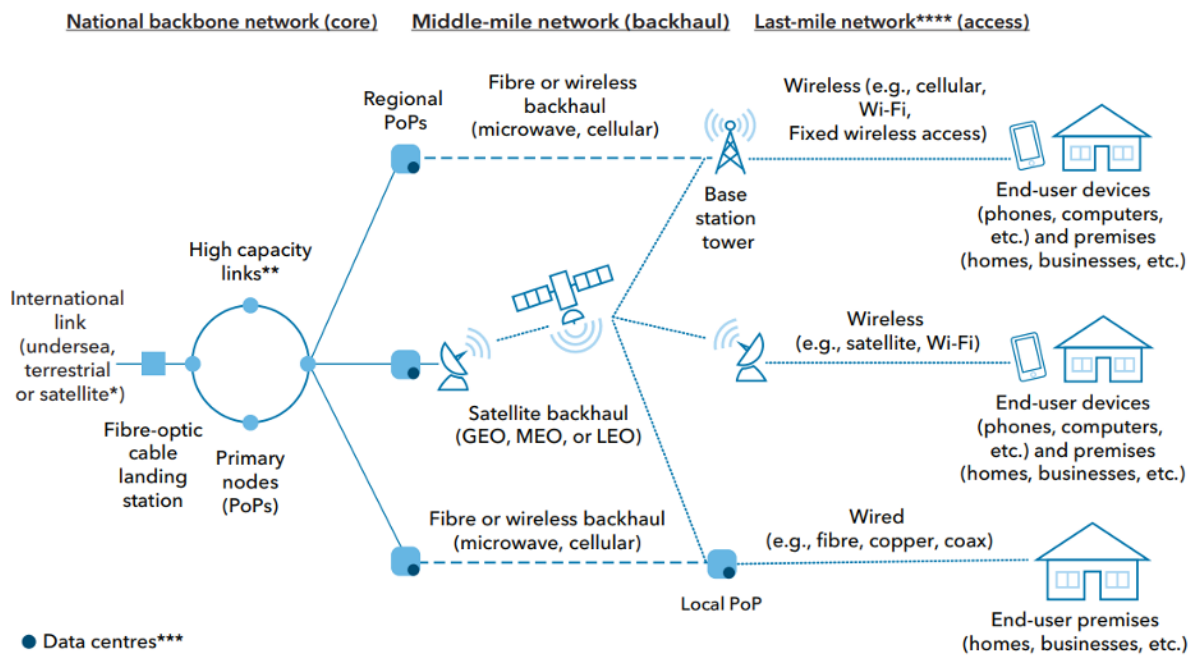 National backbone network (core)
Middle-mile network (backhaul)
Last-mile network**** (access)
Regional
PoPs
Fibre or wireless
backhaul
(microwave, cellular)
Wireless (e.g., cellular,
Wi-Fi,
Fixed wireless access)
Base
station
tower
End-user devices
(phones, computers,
etc.) and premises
(homes, businesses, etc.)
High capacity
links**
International
link
(undersea,
terrestrial
or satellite*)
Fibre-optic
cable
landing
station
Primary
nodes
(PoPs)
Satellite backhaul
(GEO, MEO, or LEO)
Wireless
(e.g., satellite, Wi-Fi)
End-user devices
(phones, computers,
etc.) and premises
(homes, businesses, etc.)
Fibre or wireless backhaul
(microwave, cellular)
Local PoP
Wired
(e.g., fibre, copper, coax)
End-user premises
(homes, businesses, etc.)
Data centres***